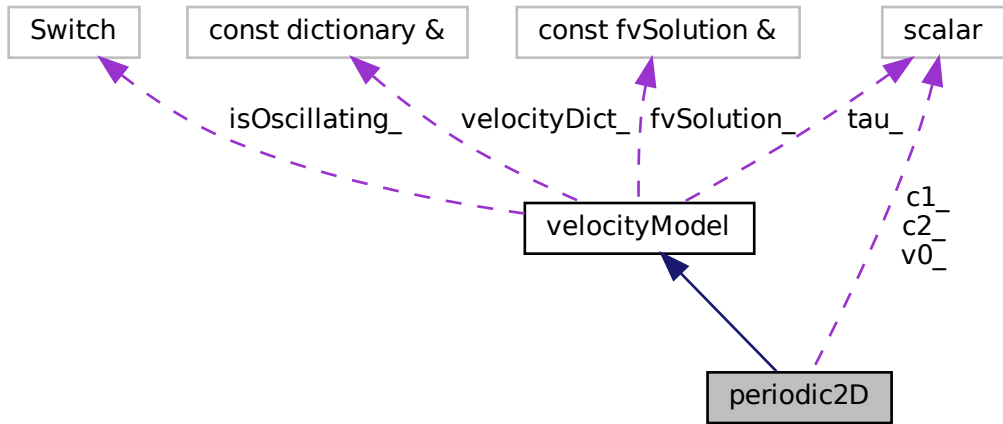 Switch
const dictionary &
const fvSolution &
scalar
isOscillating_
velocityDict_
fvSolution_
tau_
c1_
c2_
v0_
velocityModel
periodic2D